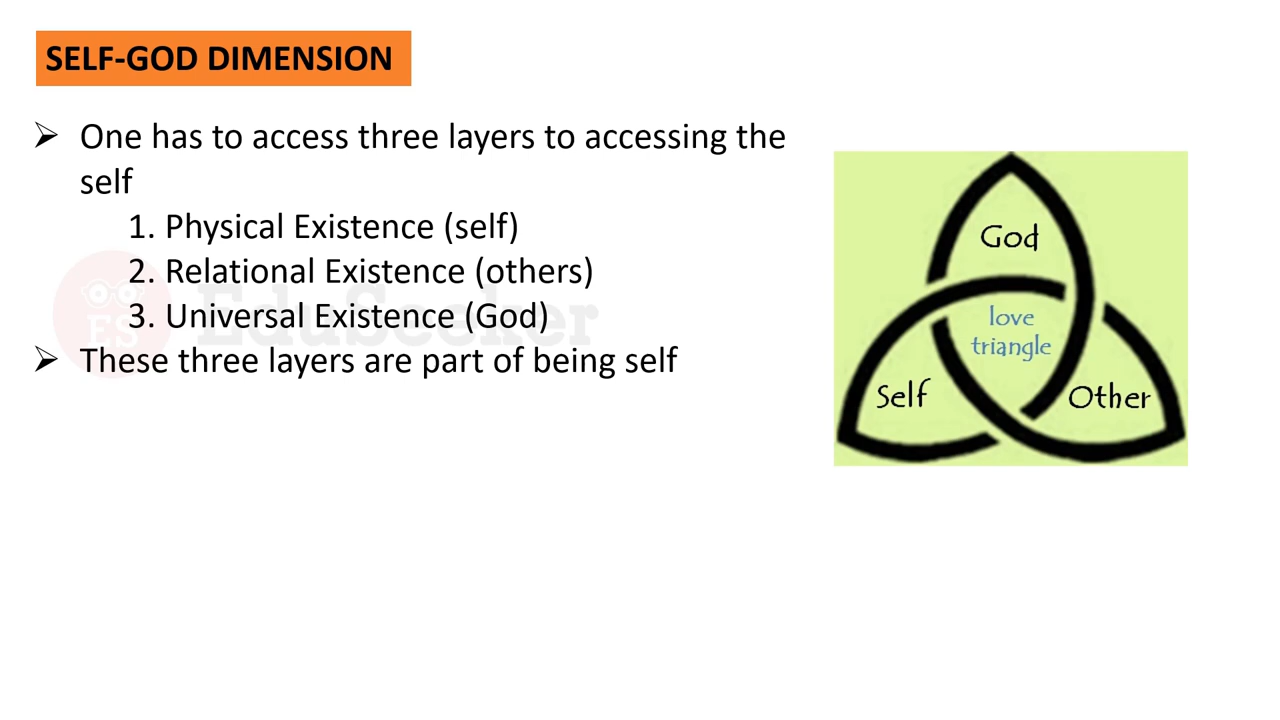 SELF-GOD DIMENSION
➢ One has to access three layers to accessing the
self
1. Physical Existence (self)
2. Relational Existence (others)
3. Universal Existence (God)
➢ These three layers are part of being self
ES EduSeeker
God
love
triangle
Self
Other